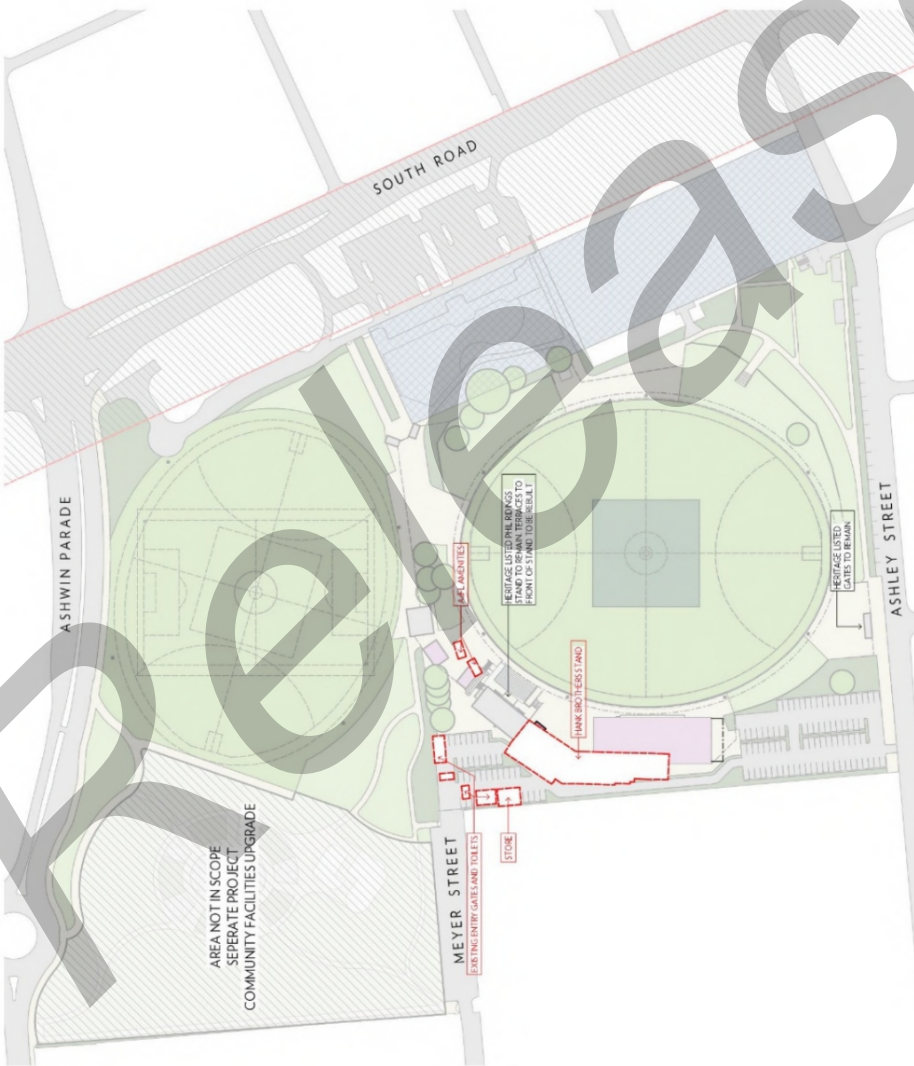 SOUTH ROAD
ASHWIN PARADE
AFL AMENITIES
HERITAGE LISTED PHIL RIDINGS
STAND TO REMAIN. TERRACES TO
FRONT OF STAND TO BE REBUILT
HERITAGE LISTED
GATES TO REMAIN
ASHLEY STREET
HANK BROTHERS STAND
AREA NOT IN SCOPE
SEPERATE PROJECT
COMMUNITY FACILITIES UPGRADE
MEYER STREET
EXISTING ENTRY GATES AND TOILETS
STORE
Releas